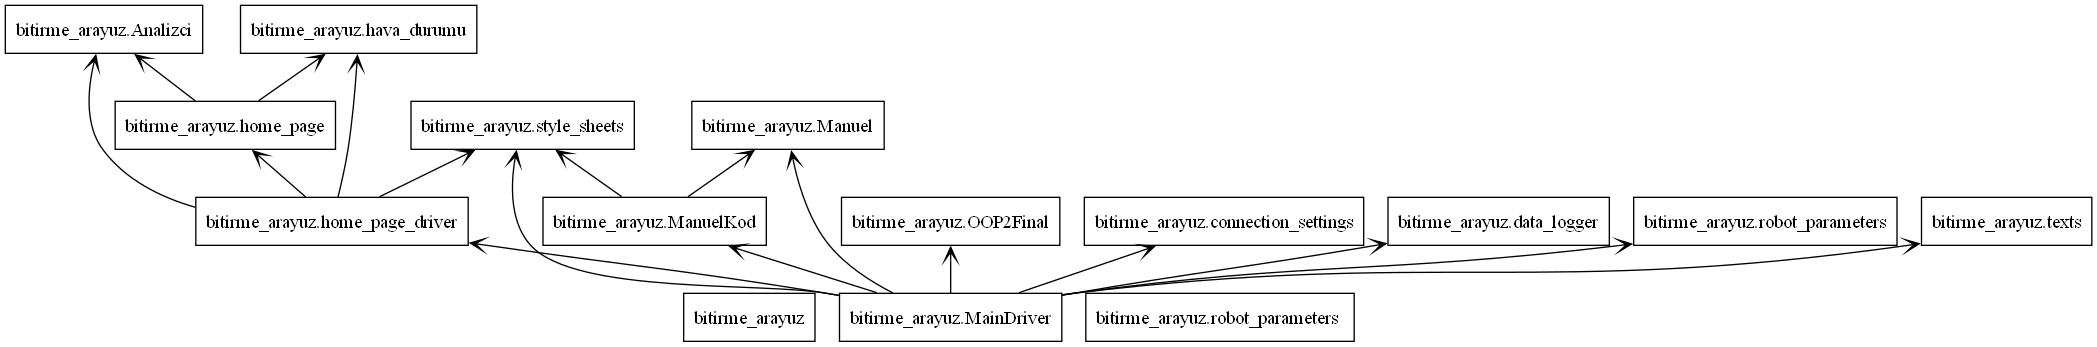 bitirme_arayuz.Analizci
bitirme_arayuz.hava_durumu
bitirme_arayuz.home_page
bitirme_arayuz.style_sheets
bitirme_arayuz.Manuel
bitirme_arayuz.home_page_driver
bitirme_arayuz.ManuelKod
bitirme_arayuz.OOP2Final
bitirme_arayuz.connection_settings
bitirme_arayuz.data_logger
bitirme_arayuz.robot_parameters
bitirme_arayuz.texts
bitirme_arayuz
bitirme_arayuz.MainDriver
bitirme_arayuz.robot_parameters